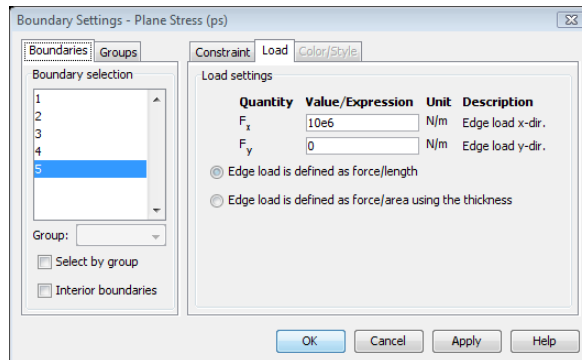 Boundary Settings - Plane Stress (ps)
Boundaries Groups
Constraint Load Color/Style
Boundary selection
1
2
3
4
5
Group:
Select by group
Interior boundaries
Load settings
Quantity Value/Expression Unit Description
Fx 10e6 N/m Edge load x-dir.
Fy 0 N/m Edge load y-dir.
Edge load is defined as force/length
Edge load is defined as force/area using the thickness
OK Cancel Apply Help